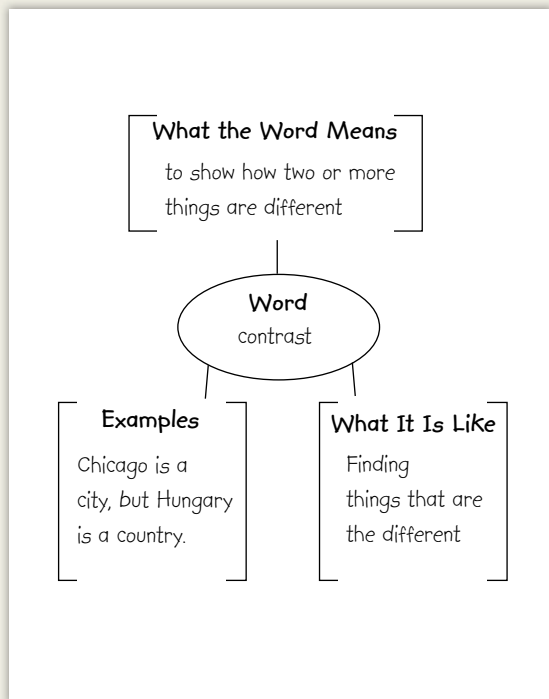 What the Word Means
to show how two or more
things are different
Word
contrast
Examples
Chicago is a
city, but Hungary
is a country.
What It Is Like
Finding
things that are
the different